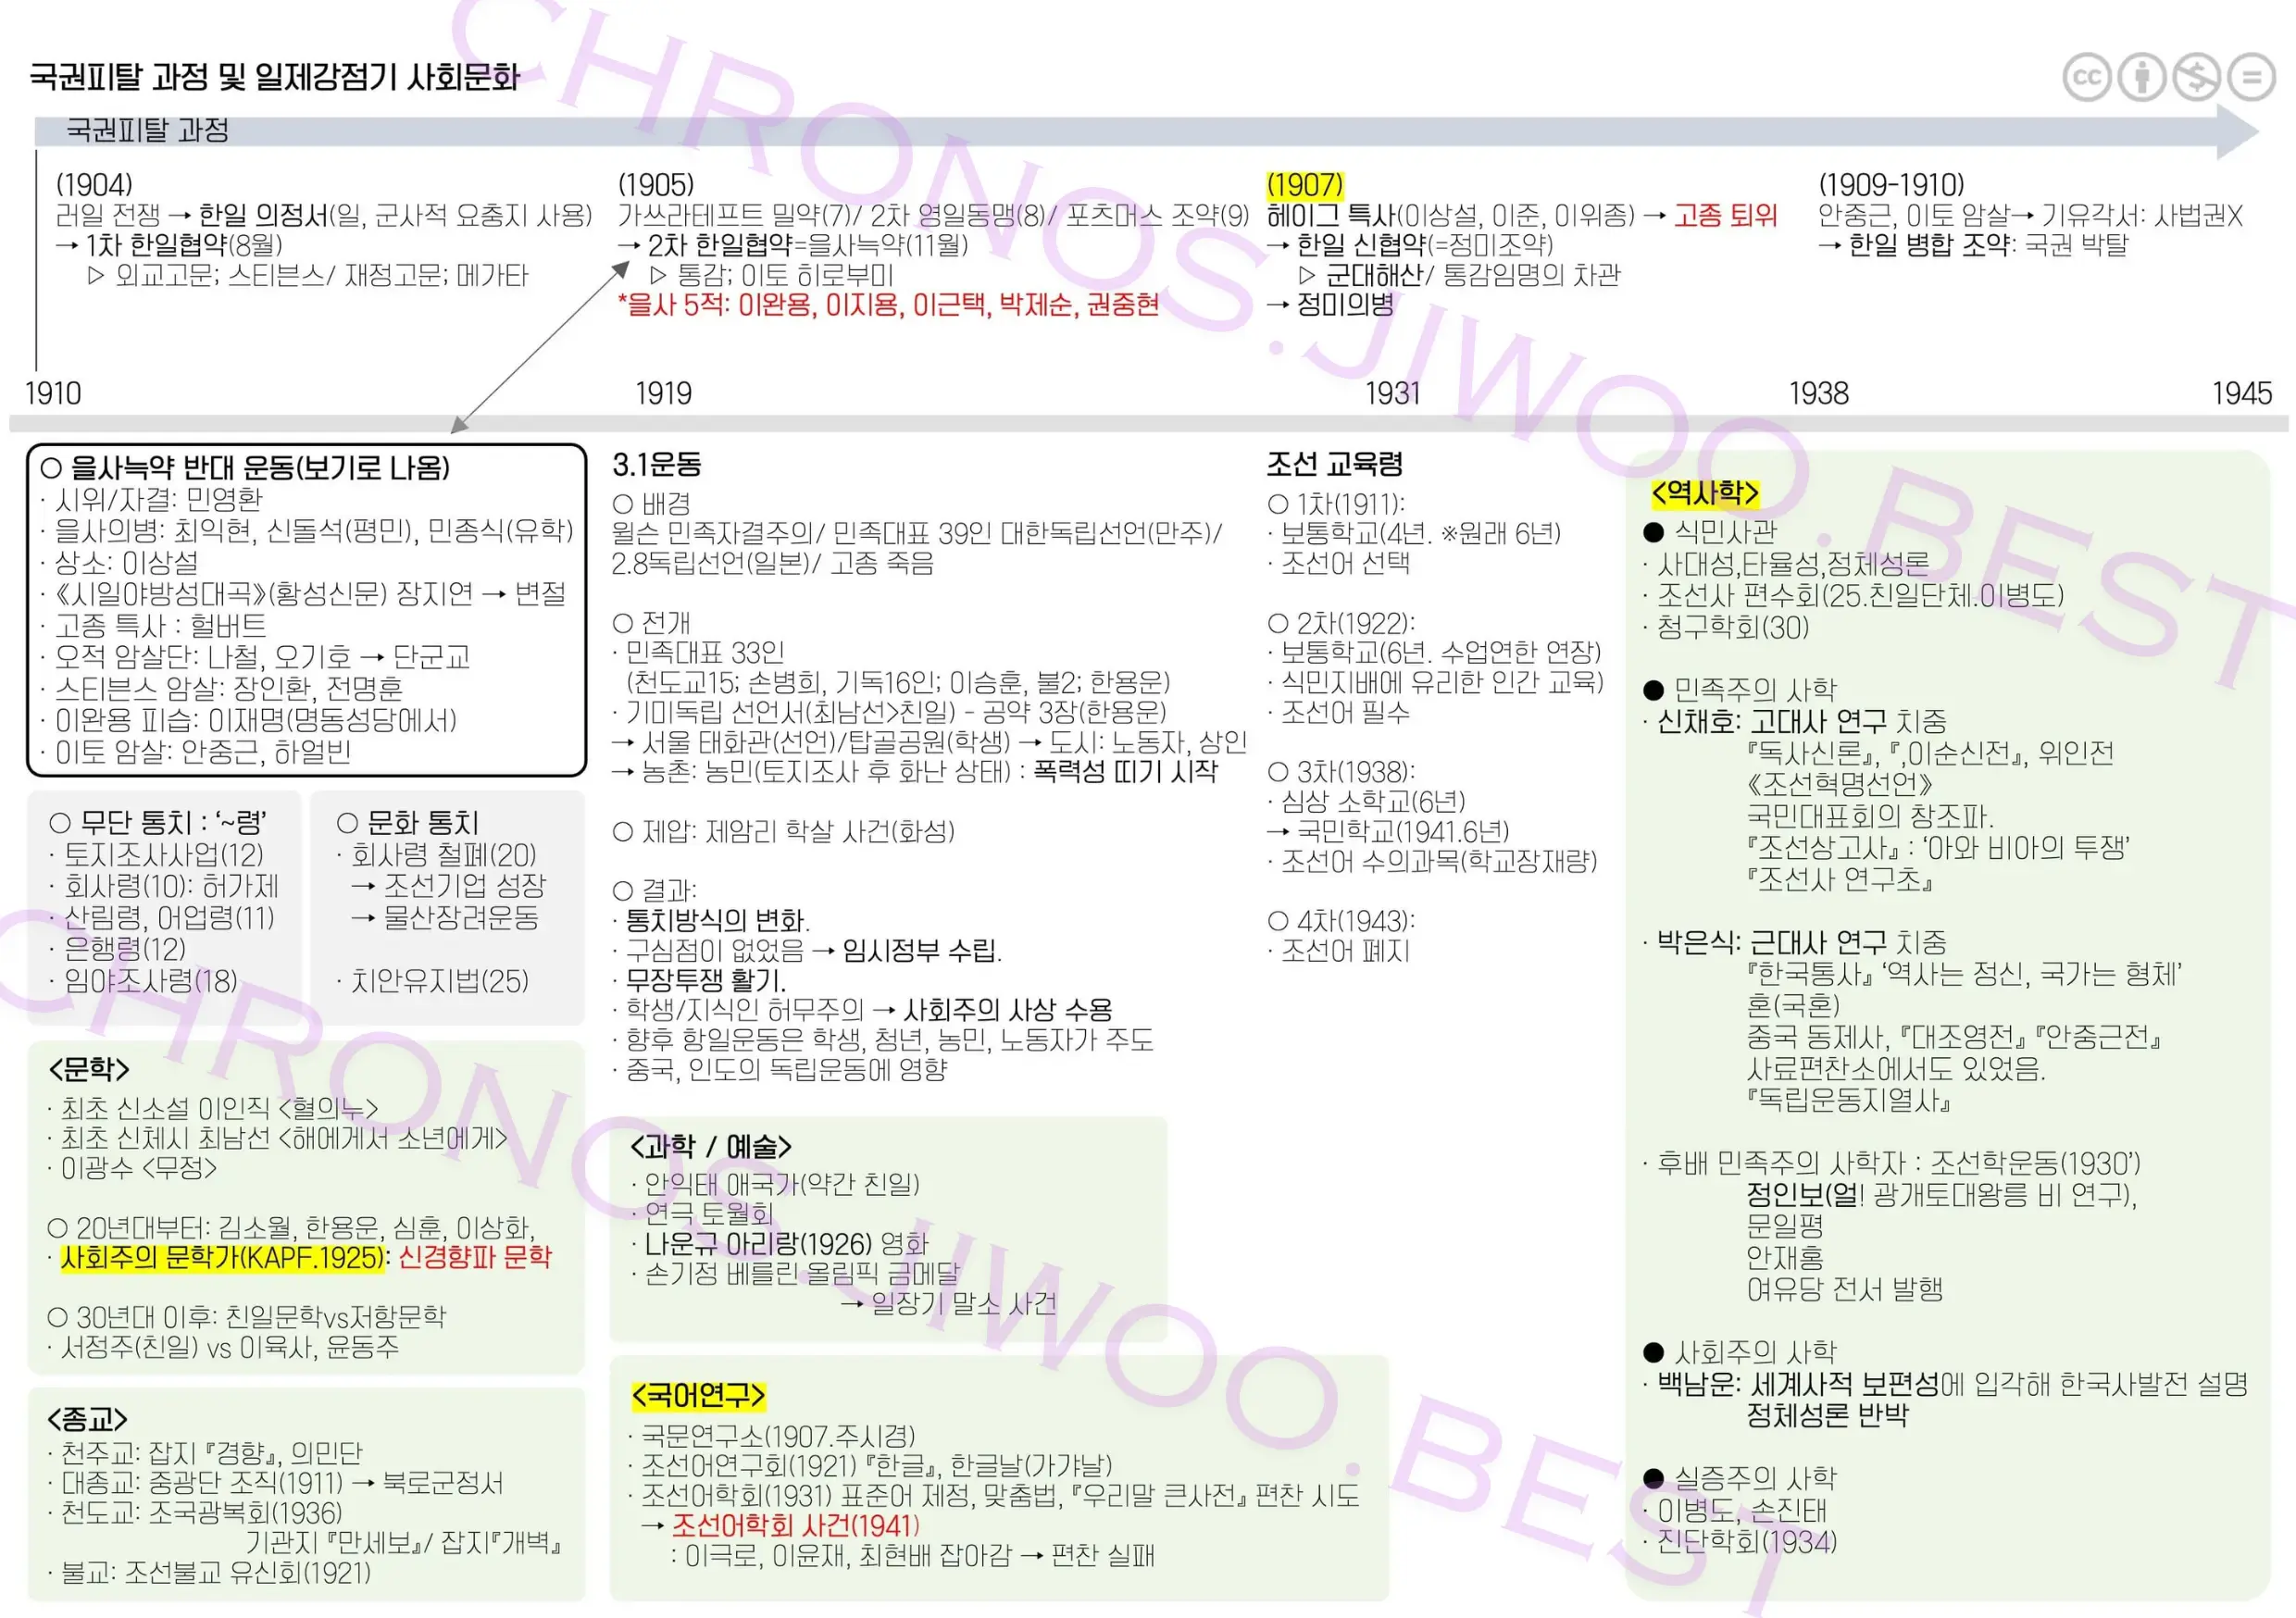 국권피탈 과정 및 일제강점기 사회문화
국권피탈 과정
(1904)
러일 전쟁 → 한일 의정서(일, 군사적 요충지 사용)
→ 1차 한일협약(8월)
▷ 외교고문; 스티븐스/ 재정고문; 메가타
(1905)
가쓰라테프트 밀약(7)/ 2차 영일동맹(8)/ 포츠머스 조약(9)
→ 2차 한일협약=을사늑약(11월)
▷ 통감; 이토 히로부미
*을사 5적: 이완용, 이지용, 이근택, 박제순, 권중현
(1907)
헤이그 특사(이상설, 이준, 이위종) → 고종 퇴위
→ 한일 신협약(=정미조약)
▷ 군대해산/ 통감임명의 차관
→ 정미의병
(1909-1910)
안중근, 이토 암살→ 기유각서: 사법권X
→ 한일 병합 조약: 국권 박탈
1910
1919
1931
1938
1945
○ 을사늑약 반대 운동(보기로 나옴)
· 시위/자결: 민영환
· 을사의병: 최익현, 신돌석(평민), 민종식(유학)
· 상소: 이상설
· 《시일야방성대곡》(황성신문) 장지연 → 변절
· 고종 특사 : 헐버트
· 오적 암살단: 나철, 오기호 → 단군교
· 스티븐스 암살: 장인환, 전명훈
· 이완용 피습: 이재명(명동성당에서)
· 이토 암살: 안중근, 하얼빈
○ 무단 통치 : ‘~령’
· 토지조사사업(12)
· 회사령(10): 허가제
· 산림령, 어업령(11)
· 은행령(12)
· 임야조사령(18)
○ 문화 통치
· 회사령 철폐(20)
→ 조선기업 성장
→ 물산장려운동
· 치안유지법(25)
<문학>
· 최초 신소설 이인직 <혈의누>
· 최초 신체시 최남선 <해에게서 소년에게>
· 이광수 <무정>
○ 20년대부터: 김소월, 한용운, 심훈, 이상화,
· 사회주의 문학가(KAPF.1925): 신경향파 문학
○ 30년대 이후: 친일문학vs저항문학
· 서정주(친일) vs 이육사, 윤동주
<종교>
· 천주교: 잡지『경향』, 의민단
· 대종교: 중광단 조직(1911) → 북로군정서
· 천도교: 조국광복회(1936)
기관지『만세보』/ 잡지『개벽』
· 불교: 조선불교 유신회(1921)
3.1운동
○ 배경
윌슨 민족자결주의/ 민족대표 39인 대한독립선언(만주)/
2.8독립선언(일본)/ 고종 죽음
○ 전개
· 민족대표 33인
(천도교15; 손병희, 기독16인; 이승훈, 불2; 한용운)
· 기미독립 선언서(최남선>친일) - 공약 3장(한용운)
→ 서울 태화관(선언)/탑골공원(학생) → 도시: 노동자, 상인
→ 농촌: 농민(토지조사 후 화난 상태) : 폭력성 띠기 시작
○ 제압: 제암리 학살 사건(화성)
○ 결과:
· 통치방식의 변화.
· 구심점이 없었음 → 임시정부 수립.
· 무장투쟁 활기.
· 학생/지식인 허무주의 → 사회주의 사상 수용
· 향후 항일운동은 학생, 청년, 농민, 노동자가 주도
· 중국, 인도의 독립운동에 영향
<과학 / 예술>
· 안익태 애국가(약간 친일)
· 연극 토월회
· 나운규 아리랑(1926) 영화
· 손기정 베를린 올림픽 금메달
→ 일장기 말소 사건
<국어연구>
· 국문연구소(1907.주시경)
· 조선어연구회(1921)『한글』, 한글날(가갸날)
· 조선어학회(1931) 표준어 제정, 맞춤법,『우리말 큰사전』편찬 시도
→ 조선어학회 사건(1941)
: 이극로, 이윤재, 최현배 잡아감 → 편찬 실패
조선 교육령
○ 1차(1911):
· 보통학교(4년. ※원래 6년)
· 조선어 선택
○ 2차(1922):
· 보통학교(6년. 수업연한 연장)
· 식민지배에 유리한 인간 교육)
· 조선어 필수
○ 3차(1938):
· 심상 소학교(6년)
→ 국민학교(1941.6년)
· 조선어 수의과목(학교장재량)
○ 4차(1943):
· 조선어 폐지
<역사학>
● 식민사관
· 사대성,타율성,정체성론
· 조선사 편수회(25.친일단체.이병도)
· 청구학회(30)
● 민족주의 사학
· 신채호: 고대사 연구 치중
『독사신론』, 『,이순신전』, 위인전
《조선혁명선언》
국민대표회의 창조파.
『조선상고사』: ‘아와 비아의 투쟁’
『조선사 연구초』
· 박은식: 근대사 연구 치중
『한국통사』 ‘역사는 정신, 국가는 형체’
혼(국혼)
중국 동제사, 『대조영전』 『안중근전』
사료편찬소에서도 있었음.
『독립운동지열사』
· 후배 민족주의 사학자 : 조선학운동(1930’)
정인보(얼! 광개토대왕릉 비 연구),
문일평
안재홍
여유당 전서 발행
● 사회주의 사학
· 백남운: 세계사적 보편성에 입각해 한국사발전 설명
정체성론 반박
● 실증주의 사학
· 이병도, 손진태
· 진단학회(1934)
CHRONOS.JIWOO.BEST
CHRONOS.JIWOO.BEST